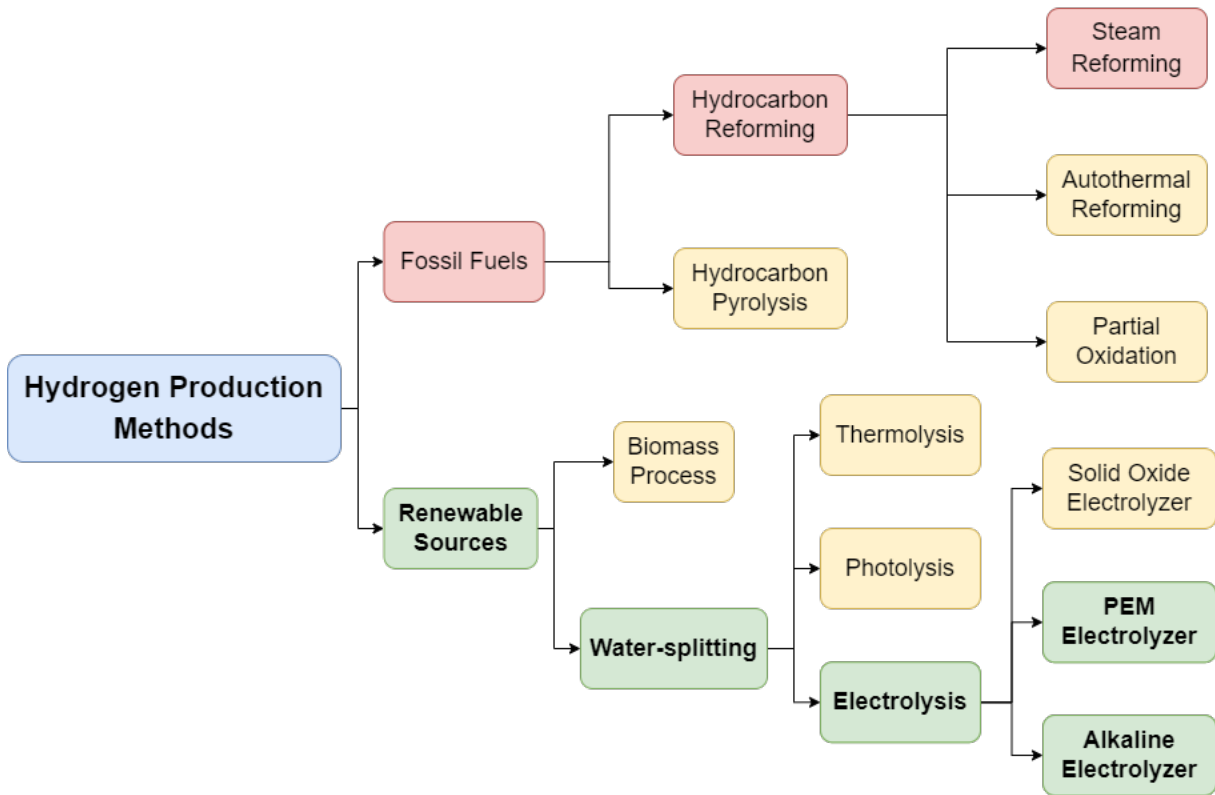 Hydrogen Production
Methods
Fossil Fuels
Hydrocarbon
Reforming
Steam
Reforming
Autothermal
Reforming
Partial
Oxidation
Hydrocarbon
Pyrolysis
Renewable
Sources
Biomass
Process
Water-splitting
Thermolysis
Photolysis
Electrolysis
Solid Oxide
Electrolyzer
PEM
Electrolyzer
Alkaline
Electrolyzer